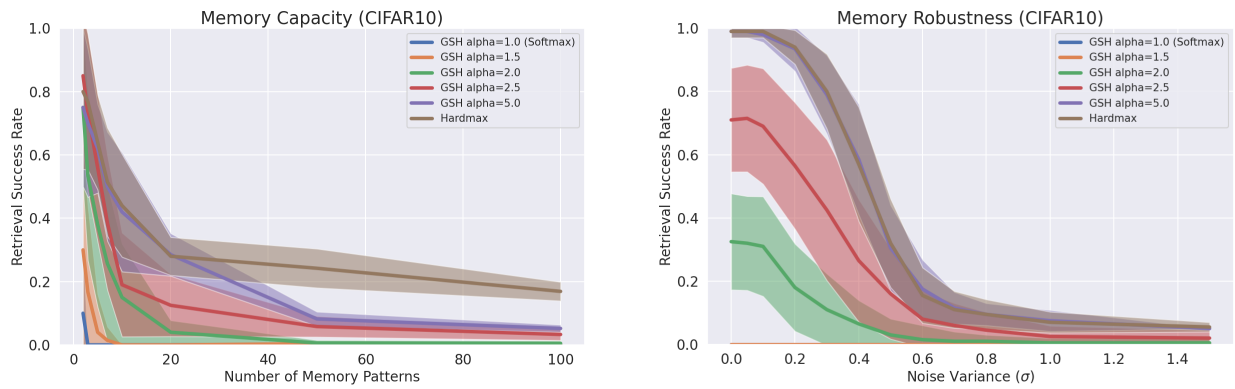 Memory Capacity (CIFAR10)
Retrieval Success Rate
1.0
0.8
0.6
0.4
0.2
0.0
GSH alpha=1.0 (Softmax)
GSH alpha=1.5
GSH alpha=2.0
GSH alpha=2.5
GSH alpha=5.0
Hardmax
0 20 40 60 80 100
Number of Memory Patterns
Memory Robustness (CIFAR10)
Retrieval Success Rate
1.0
0.8
0.6
0.4
0.2
0.0
GSH alpha=1.0 (Softmax)
GSH alpha=1.5
GSH alpha=2.0
GSH alpha=2.5
GSH alpha=5.0
Hardmax
0.0 0.2 0.4 0.6 0.8 1.0 1.2 1.4
Noise Variance (σ)